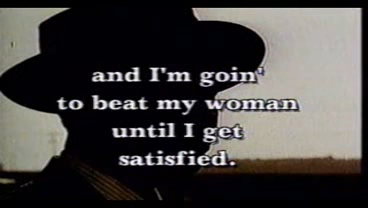 and I'm goin'
to beat my woman
until I get
satisfied.